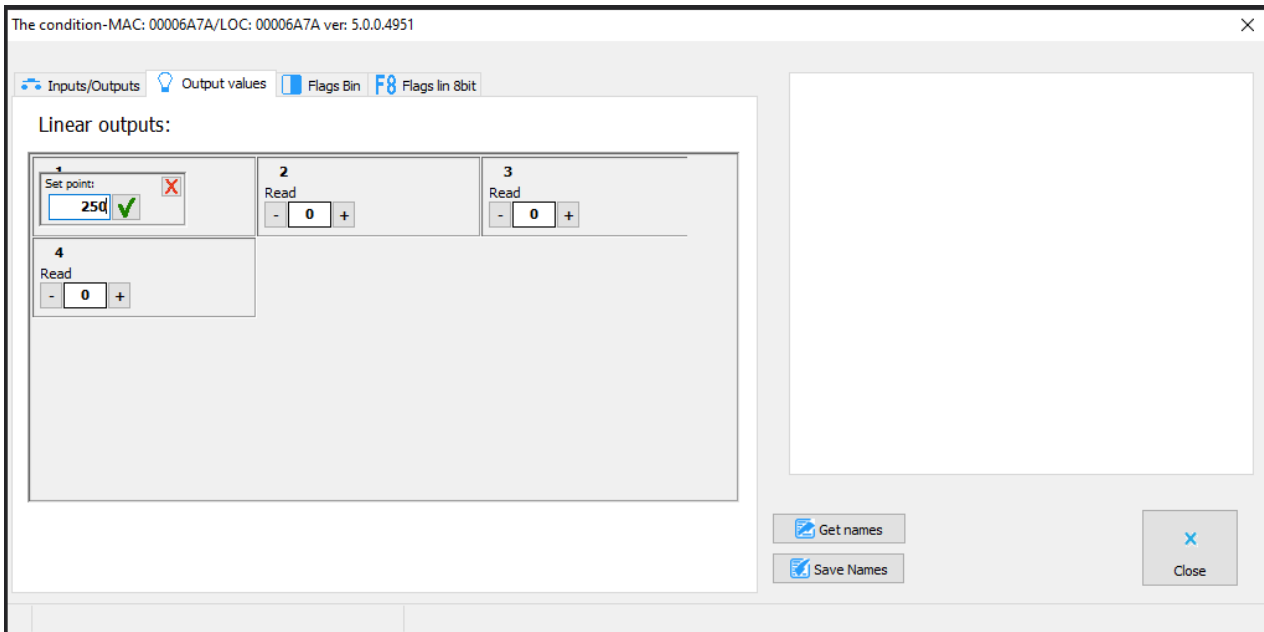 The condition-MAC: 00006A7A/LOC: 00006A7A ver: 5.0.0.4951
Inputs/Outputs Output values Flags Bin F8 Flags lin 8bit
Linear outputs:
1 2 3
Set point: Read Read
250 - 0 + - 0 +
4
Read
- 0 +
Get names
Save Names
Close